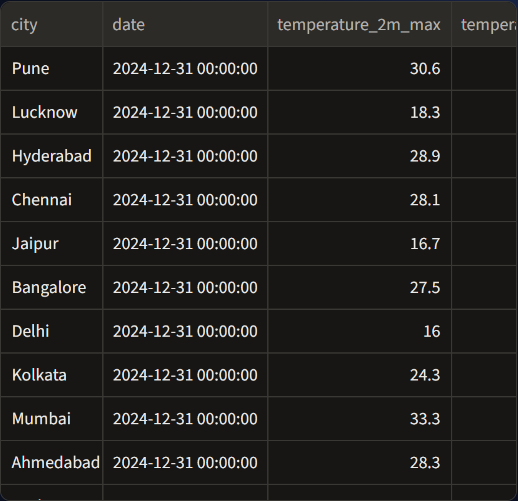 city date temperature_2m_max temper
Pune 2024-12-31 00:00:00 30.6
Lucknow 2024-12-31 00:00:00 18.3
Hyderabad 2024-12-31 00:00:00 28.9
Chennai 2024-12-31 00:00:00 28.1
Jaipur 2024-12-31 00:00:00 16.7
Bangalore 2024-12-31 00:00:00 27.5
Delhi 2024-12-31 00:00:00 16
Kolkata 2024-12-31 00:00:00 24.3
Mumbai 2024-12-31 00:00:00 33.3
Ahmedabad 2024-12-31 00:00:00 28.3